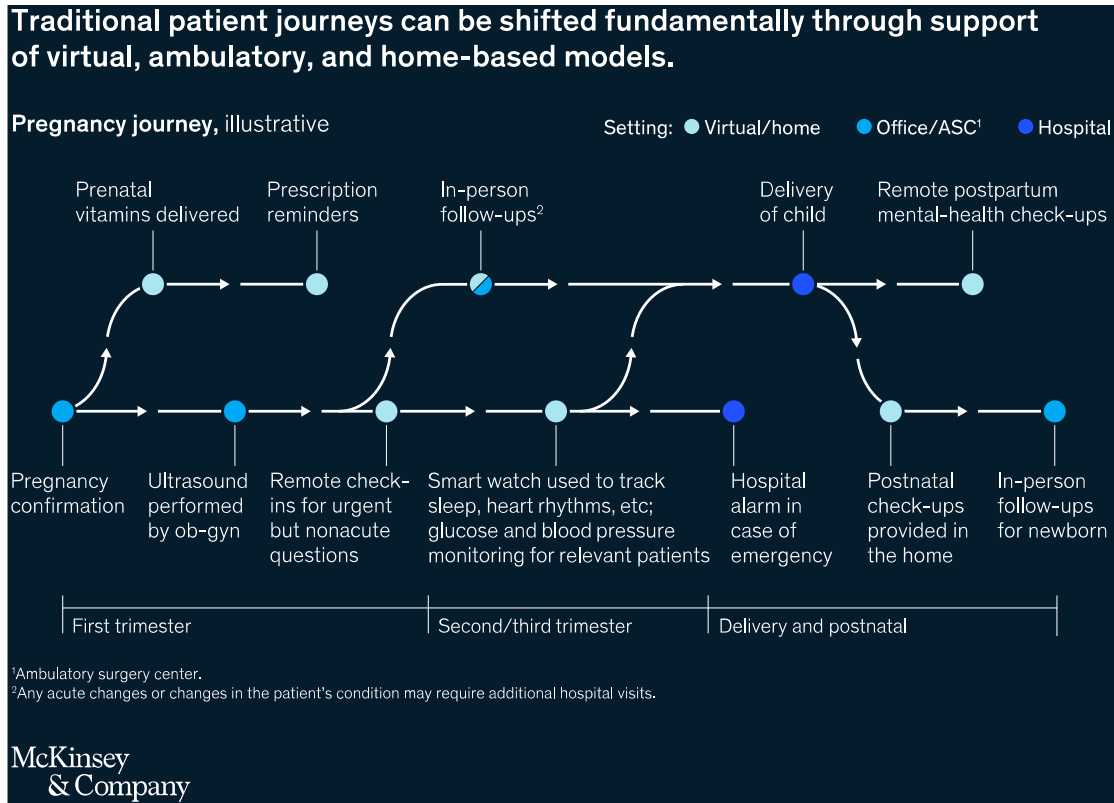 Traditional patient journeys can be shifted fundamentally through support
of virtual, ambulatory, and home-based models.
Pregnancy journey, illustrative
Setting: Virtual/home Office/ASC¹ Hospital
Prenatal
vitamins delivered
Prescription
reminders
In-person
follow-ups²
Delivery
of child
Remote postpartum
mental-health check-ups
Pregnancy
confirmation
Ultrasound
performed
by ob-gyn
Remote check-
ins for urgent
but nonacute
questions
Smart watch used to track
sleep, heart rhythms, etc;
glucose and blood pressure
monitoring for relevant patients
Hospital
alarm in
case of
emergency
Postnatal
check-ups
provided in
the home
In-person
follow-ups
for newborn
First trimester
Second/third trimester
Delivery and postnatal
¹Ambulatory surgery center.
²Any acute changes or changes in the patient's condition may require additional hospital visits.
McKinsey
& Company